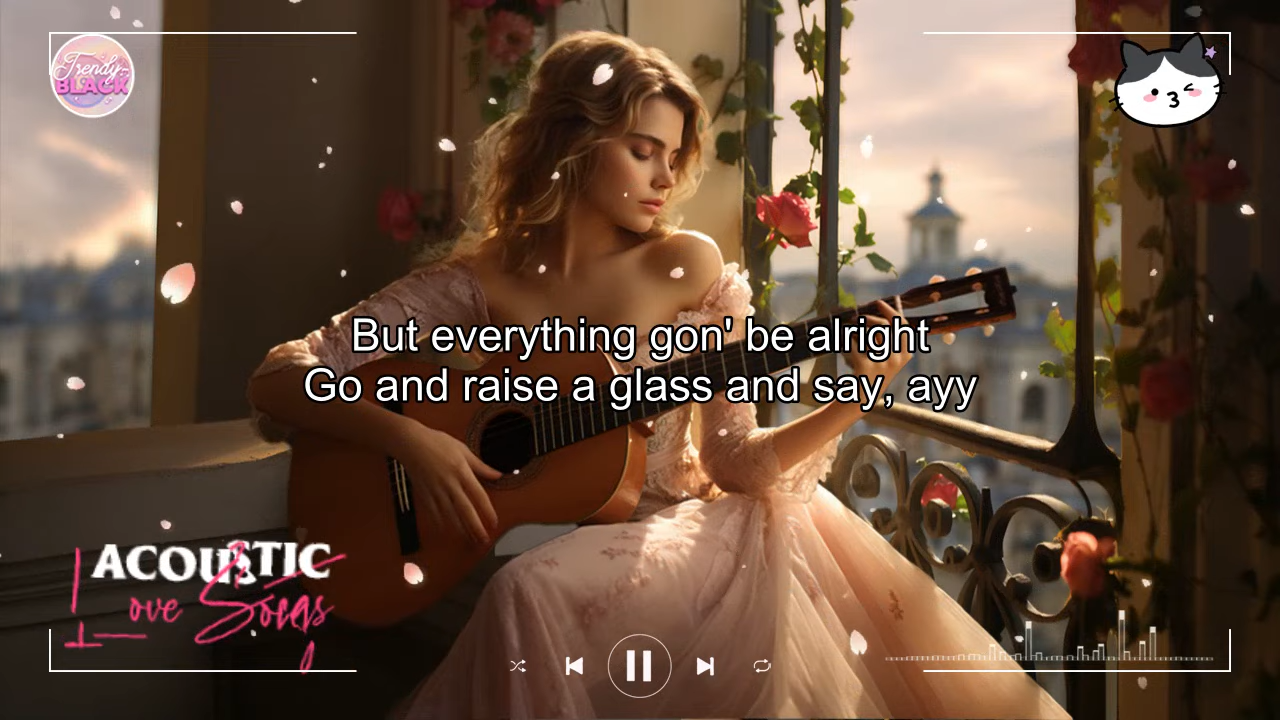 Trendy
BLACK
But everything gon' be alright
Go and raise a glass and say, ayy
ACOUSTIC
Love Songs